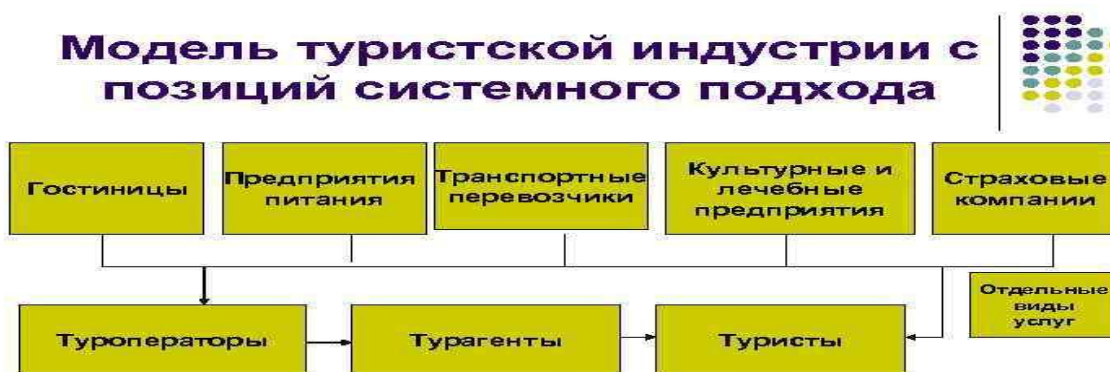 Модель туристской индустрии с
позиций системного подхода
Гостиницы
Предприятия
питания
Транспортные
перевозчики
Культурные и
лечебные
предприятия
Страховые
компании
Отдельные
виды
услуг
Туроператоры
Турагенты
Туристы